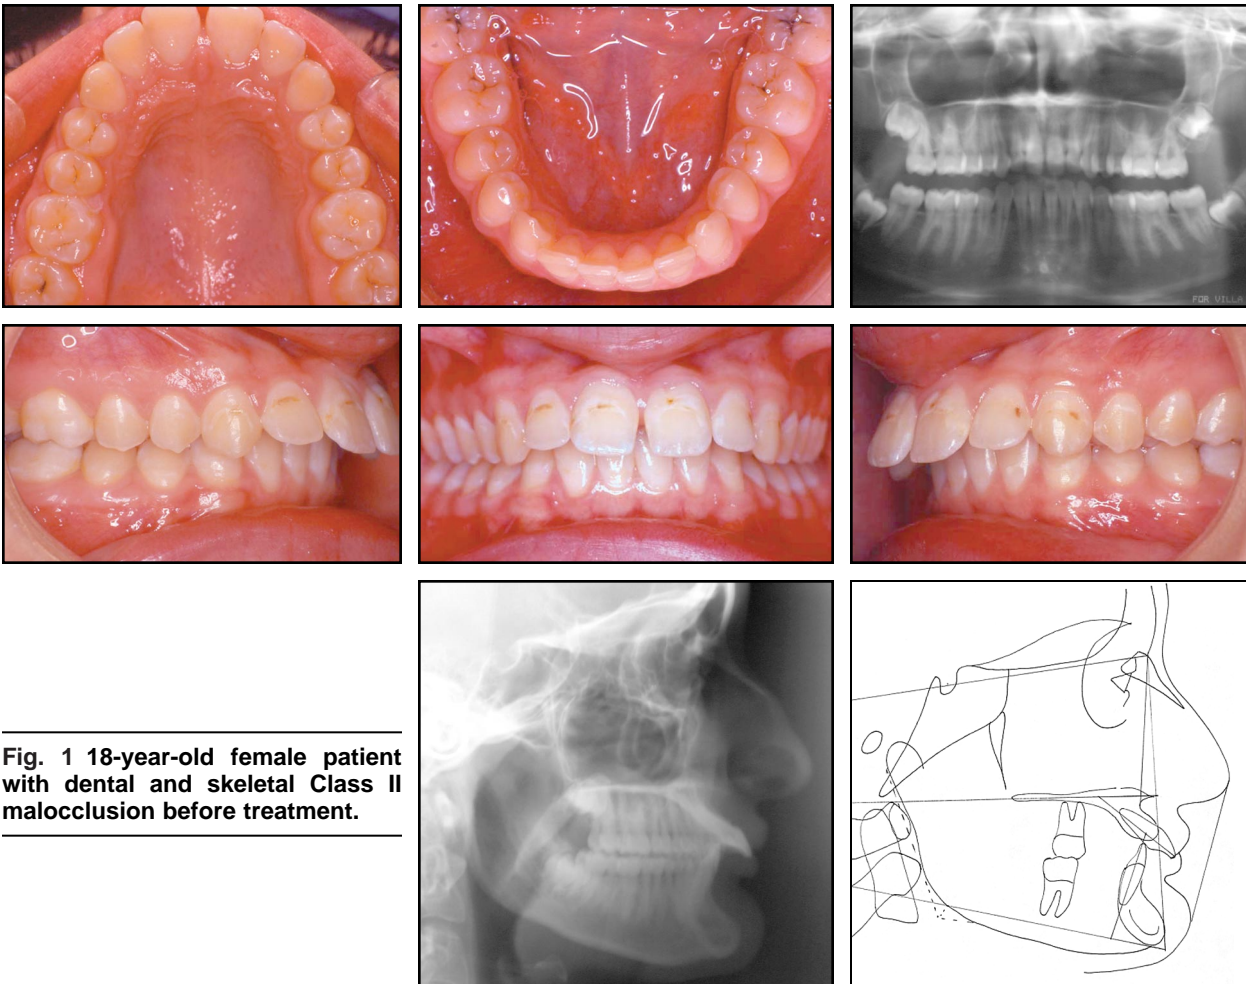 FOR VILLA
Fig. 1 18-year-old female patient
with dental and skeletal Class II
malocclusion before treatment.